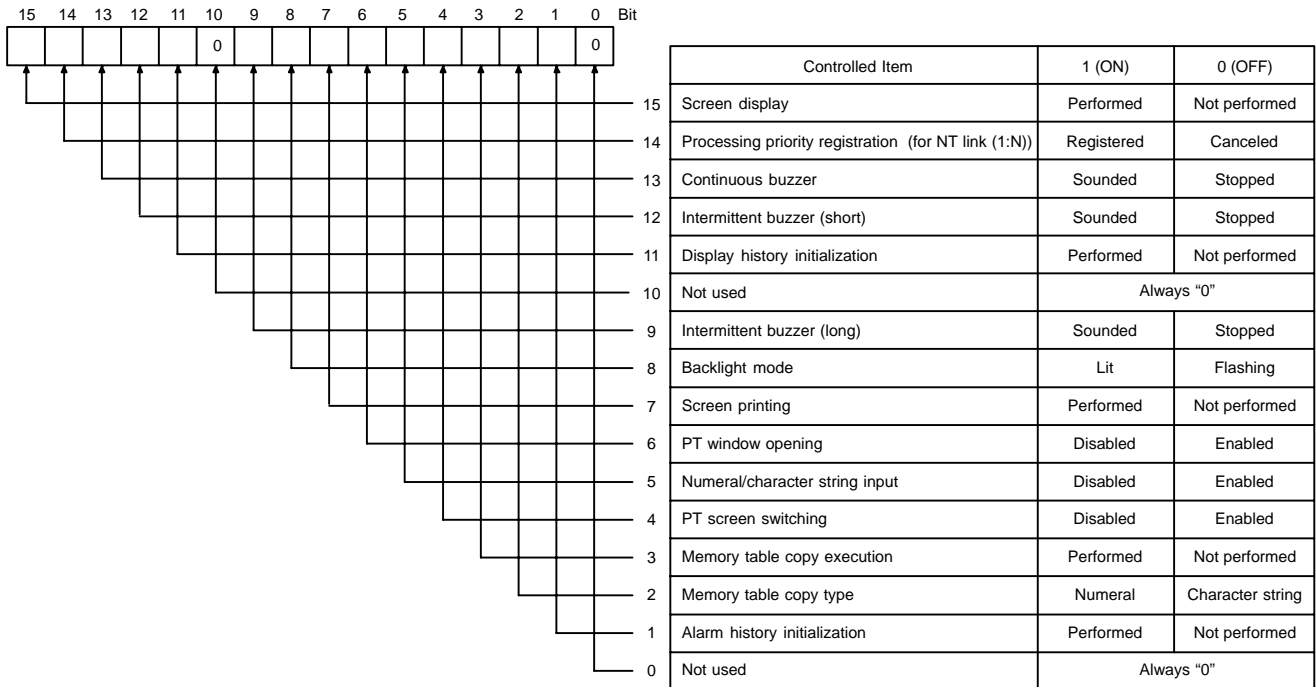 15 14 13 12 11 10 9 8 7 6 5 4 3 2 1 0 Bit
0 0
Controlled Item 1 (ON) 0 (OFF)
15 Screen display Performed Not performed
14 Processing priority registration (for NT link (1:N)) Registered Canceled
13 Continuous buzzer Sounded Stopped
12 Intermittent buzzer (short) Sounded Stopped
11 Display history initialization Performed Not performed
10 Not used Always “0”
9 Intermittent buzzer (long) Sounded Stopped
8 Backlight mode Lit Flashing
7 Screen printing Performed Not performed
6 PT window opening Disabled Enabled
5 Numeral/character string input Disabled Enabled
4 PT screen switching Disabled Enabled
3 Memory table copy execution Performed Not performed
2 Memory table copy type Numeral Character string
1 Alarm history initialization Performed Not performed
0 Not used Always “0”